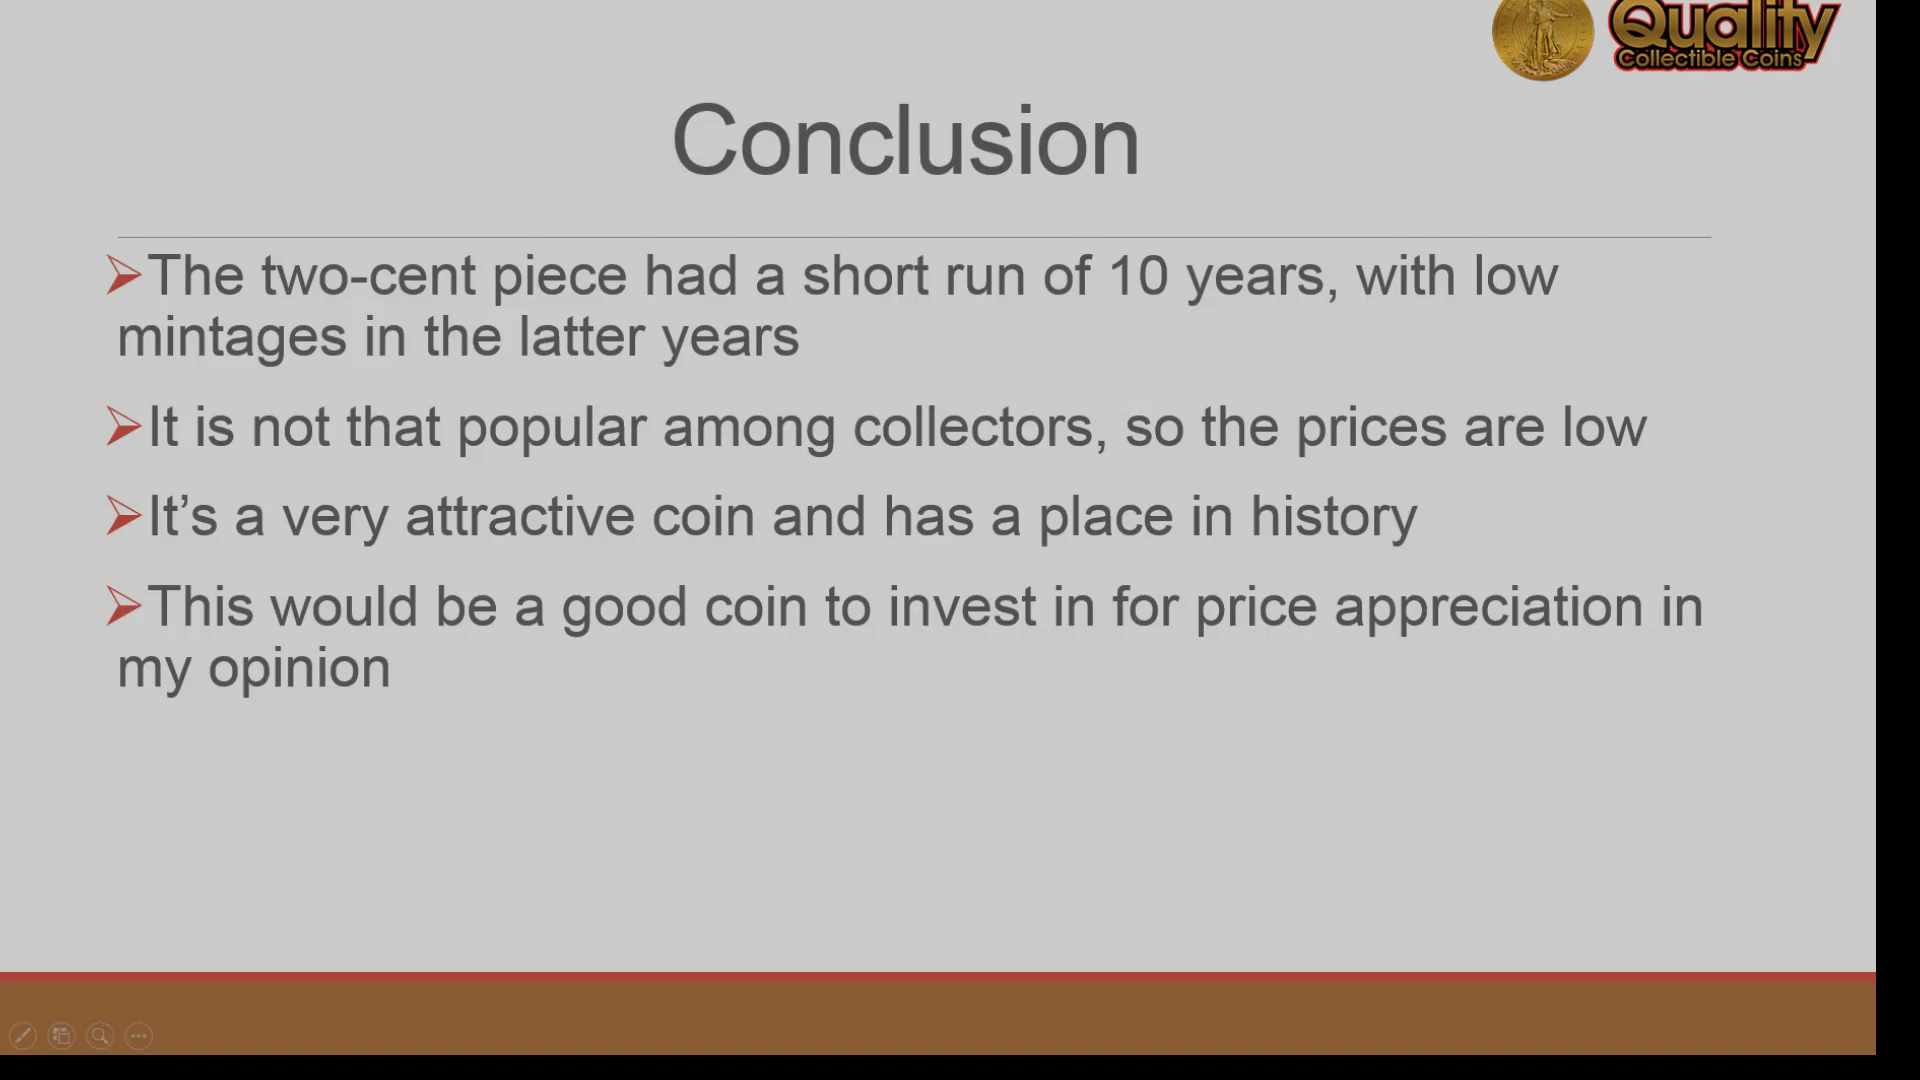 Quality
Collectible Coins
Conclusion
The two-cent piece had a short run of 10 years, with low
mintages in the latter years
It is not that popular among collectors, so the prices are low
It’s a very attractive coin and has a place in history
This would be a good coin to invest in for price appreciation in
my opinion